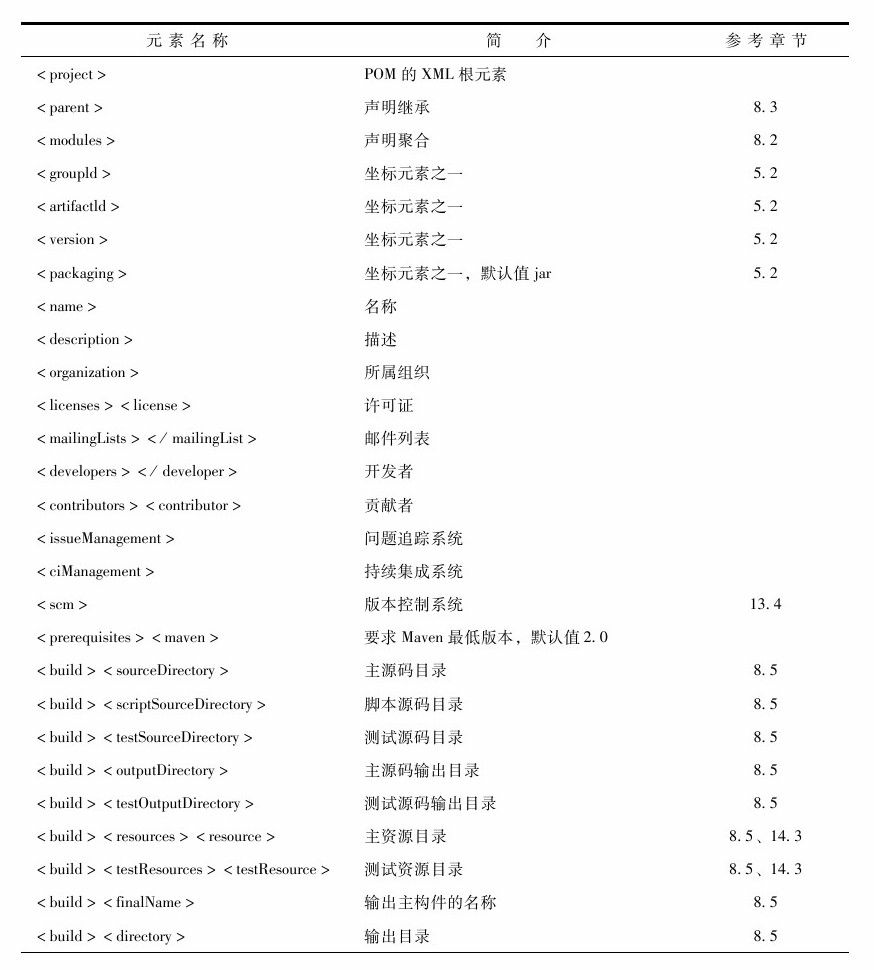 元素名称 简 介 参考章节
<project> POM 的 XML 根元素
<parent> 声明继承 8.3
<modules> 声明聚合 8.2
<groupId> 坐标元素之一 5.2
<artifactId> 坐标元素之一 5.2
<version> 坐标元素之一 5.2
<packaging> 坐标元素之一，默认值 jar 5.2
<name> 名称
<description> 描述
<organization> 所属组织
<licenses><license> 许可证
<mailingLists></mailingList> 邮件列表
<developers></developer> 开发者
<contributors><contributor> 贡献者
<issueManagement> 问题追踪系统
<ciManagement> 持续集成系统
<scm> 版本控制系统 13.4
<prerequisites><maven> 要求 Maven 最低版本，默认值2.0
<build><sourceDirectory> 主源码目录 8.5
<build><scriptSourceDirectory> 脚本源码目录 8.5
<build><testSourceDirectory> 测试源码目录 8.5
<build><outputDirectory> 主源码输出目录 8.5
<build><testOutputDirectory> 测试源码输出目录 8.5
<build><resources><resource> 主资源目录 8.5、14.3
<build><testResources><testResource> 测试资源目录 8.5、14.3
<build><finalName> 输出主构件的名称 8.5
<build><directory> 输出目录 8.5